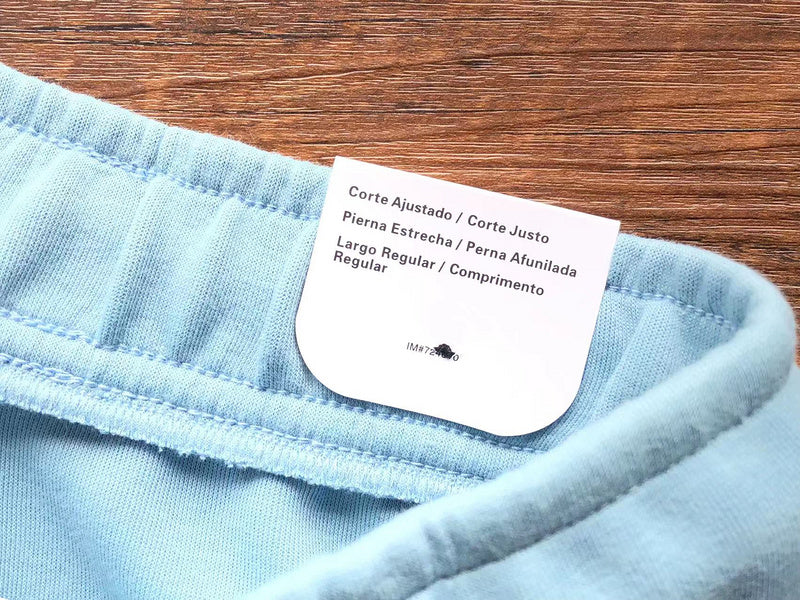 Corte Ajustado / Corte Justo
Pierna Estrecha / Perna Afunilada
Largo Regular / Comprimento
Regular